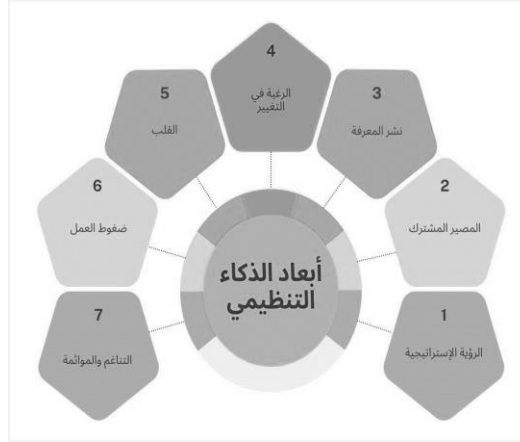 أبعاد الذكاء
التنظيمي
1
الرؤية الإستراتيجية
2
المصير المشترك
3
نشر المعرفة
4
الرغبة في
التغيير
5
القلب
6
ضغوط العمل
7
التناغم والموائمة